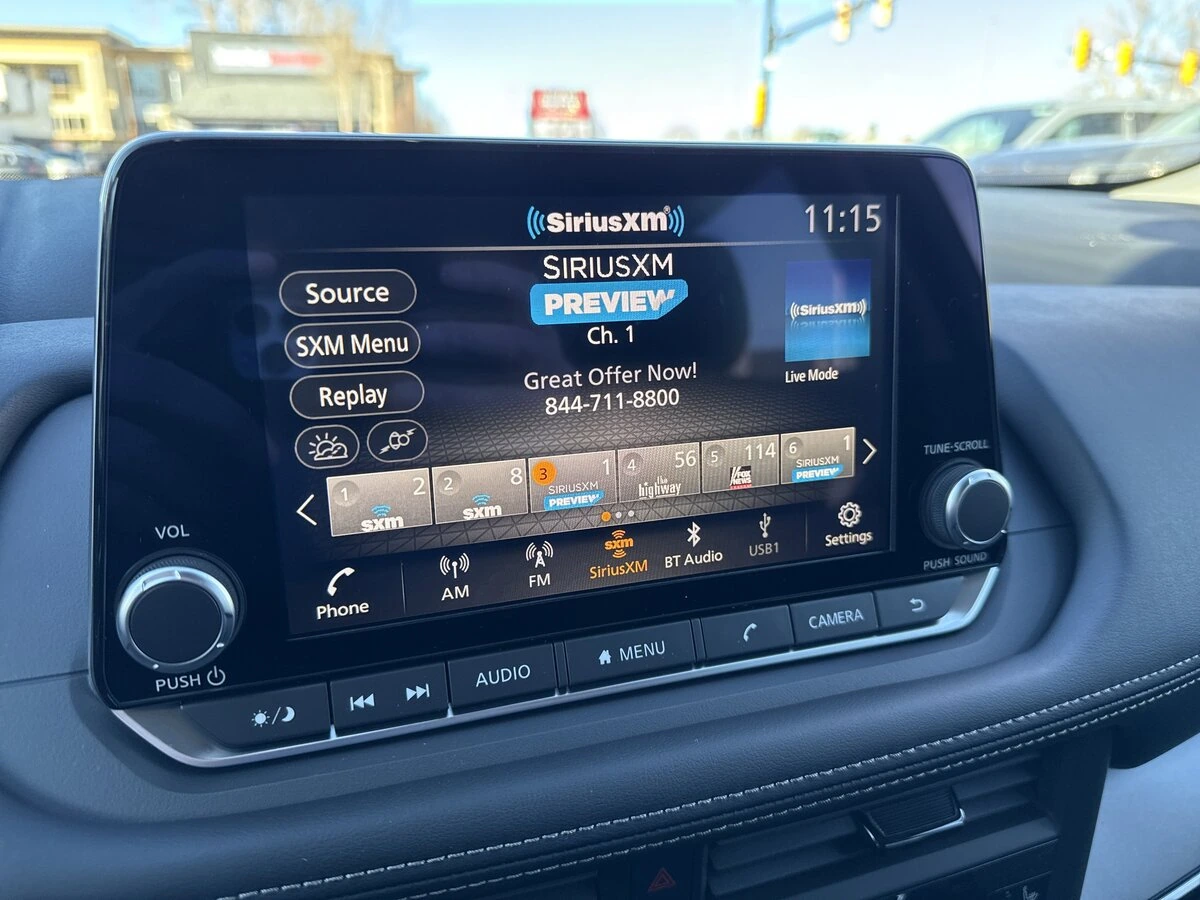 SiriusXM®
11:15
Source
SXM Menu
Replay
SIRIUSXM
PREVIEW
Ch. 1
Great Offer Now!
844-711-8800
SiriusXM
Live Mode
1 2 sxm
2 8 sxm
3 1 SIRIUSXM PREVIEW
4 56 the highway
5 114 FOX NEWS
6 1 SIRIUSXM PREVIEW
Phone
AM
FM
sxm
SiriusXM
BT Audio
USB1
Settings
VOL
PUSH
TUNE·SCROLL
PUSH SOUND
AUDIO
MENU
CAMERA